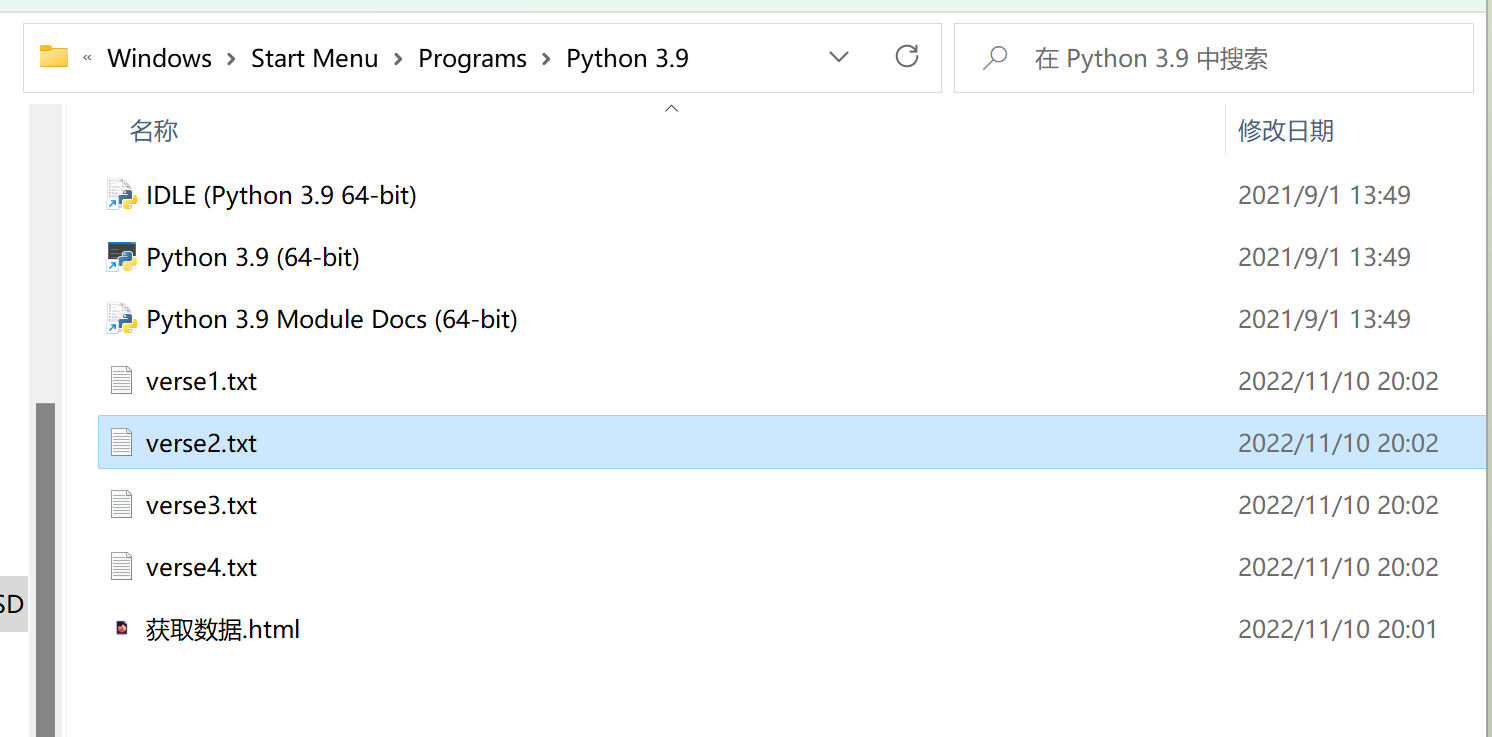 « Windows › Start Menu › Programs › Python 3.9 在 Python 3.9 中搜索
名称 修改日期
IDLE (Python 3.9 64-bit) 2021/9/1 13:49
Python 3.9 (64-bit) 2021/9/1 13:49
Python 3.9 Module Docs (64-bit) 2021/9/1 13:49
verse1.txt 2022/11/10 20:02
verse2.txt 2022/11/10 20:02
verse3.txt 2022/11/10 20:02
verse4.txt 2022/11/10 20:02
SD
获取数据.html 2022/11/10 20:01